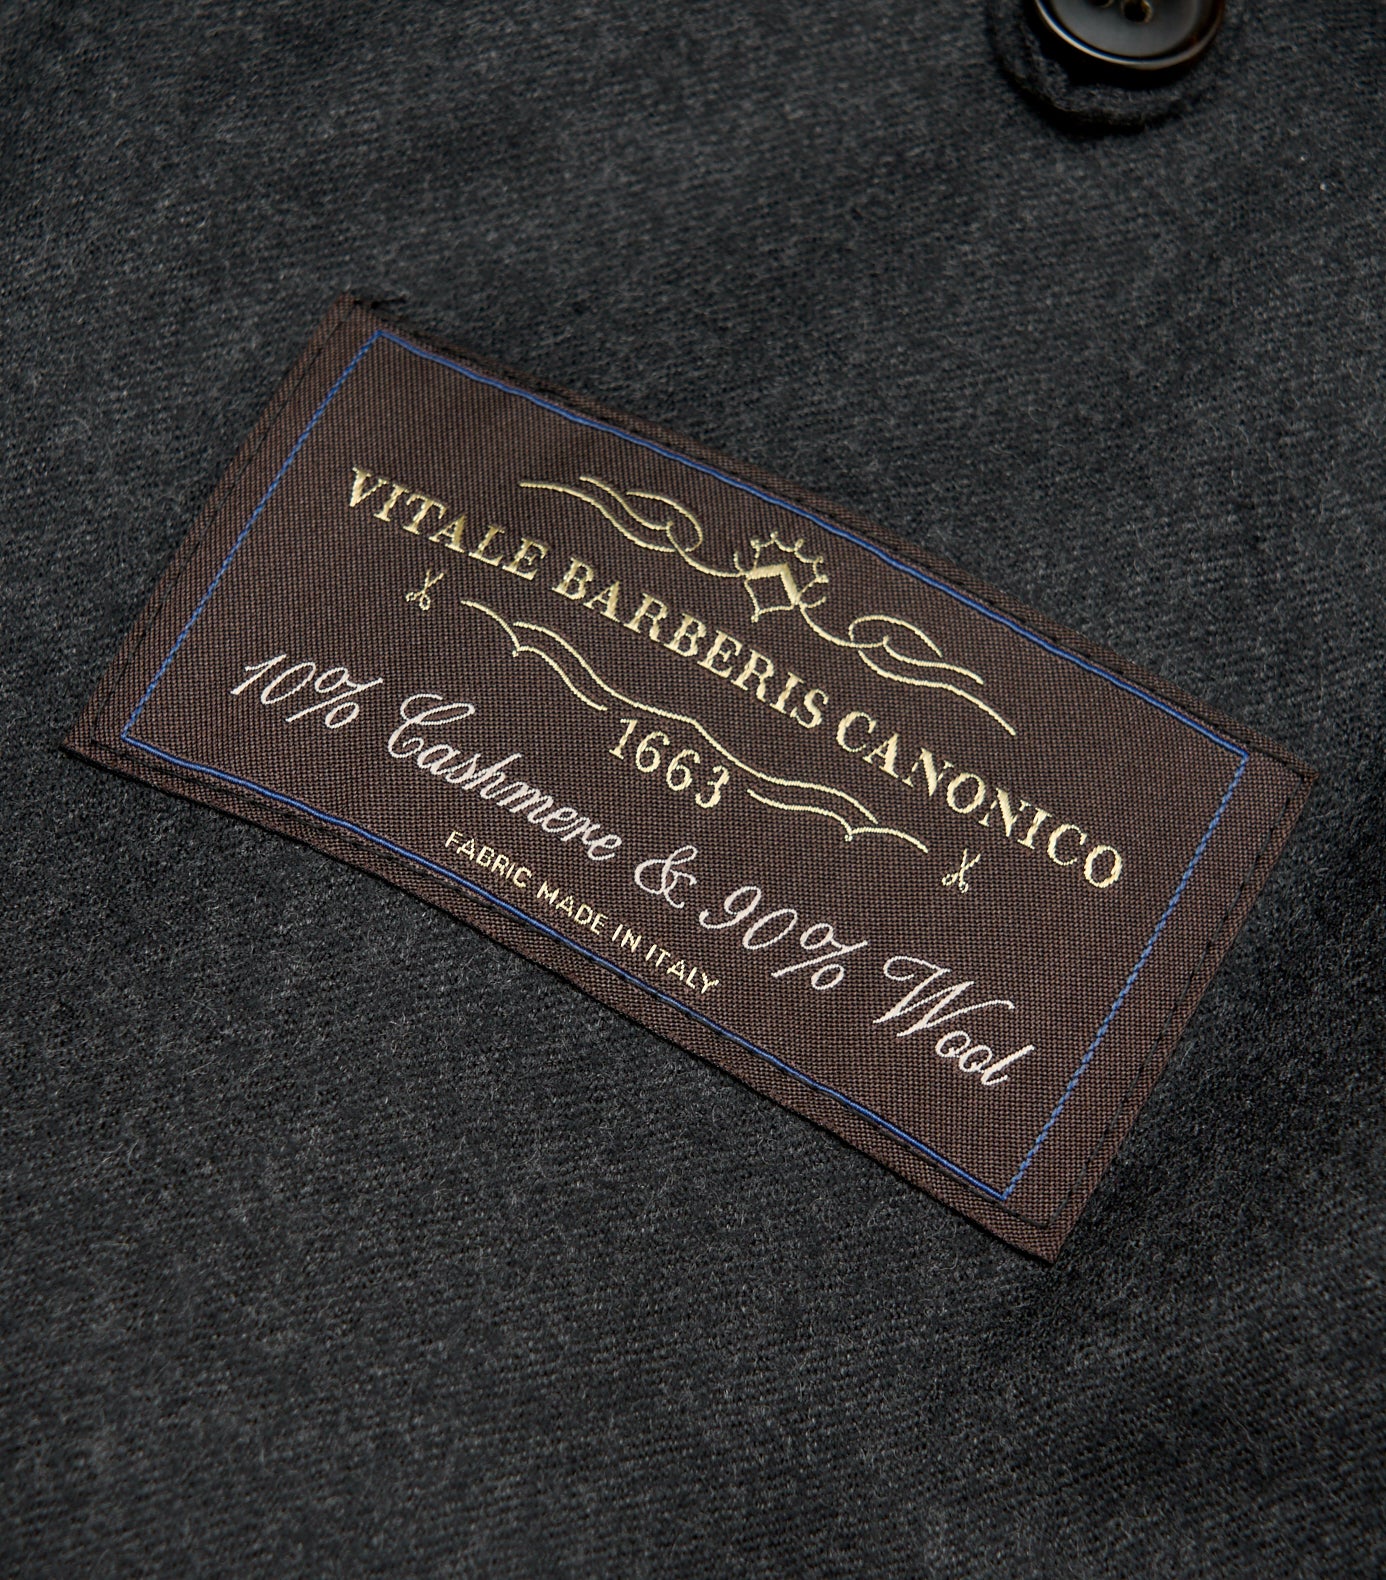 VITALE BARBERIS CANONICO
1663
10% Cashmere & 90% Wool
FABRIC MADE IN ITALY